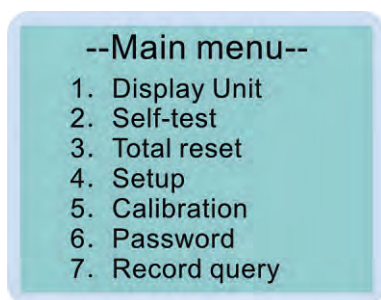 --Main menu--
1. Display Unit
2. Self-test
3. Total reset
4. Setup
5. Calibration
6. Password
7. Record query